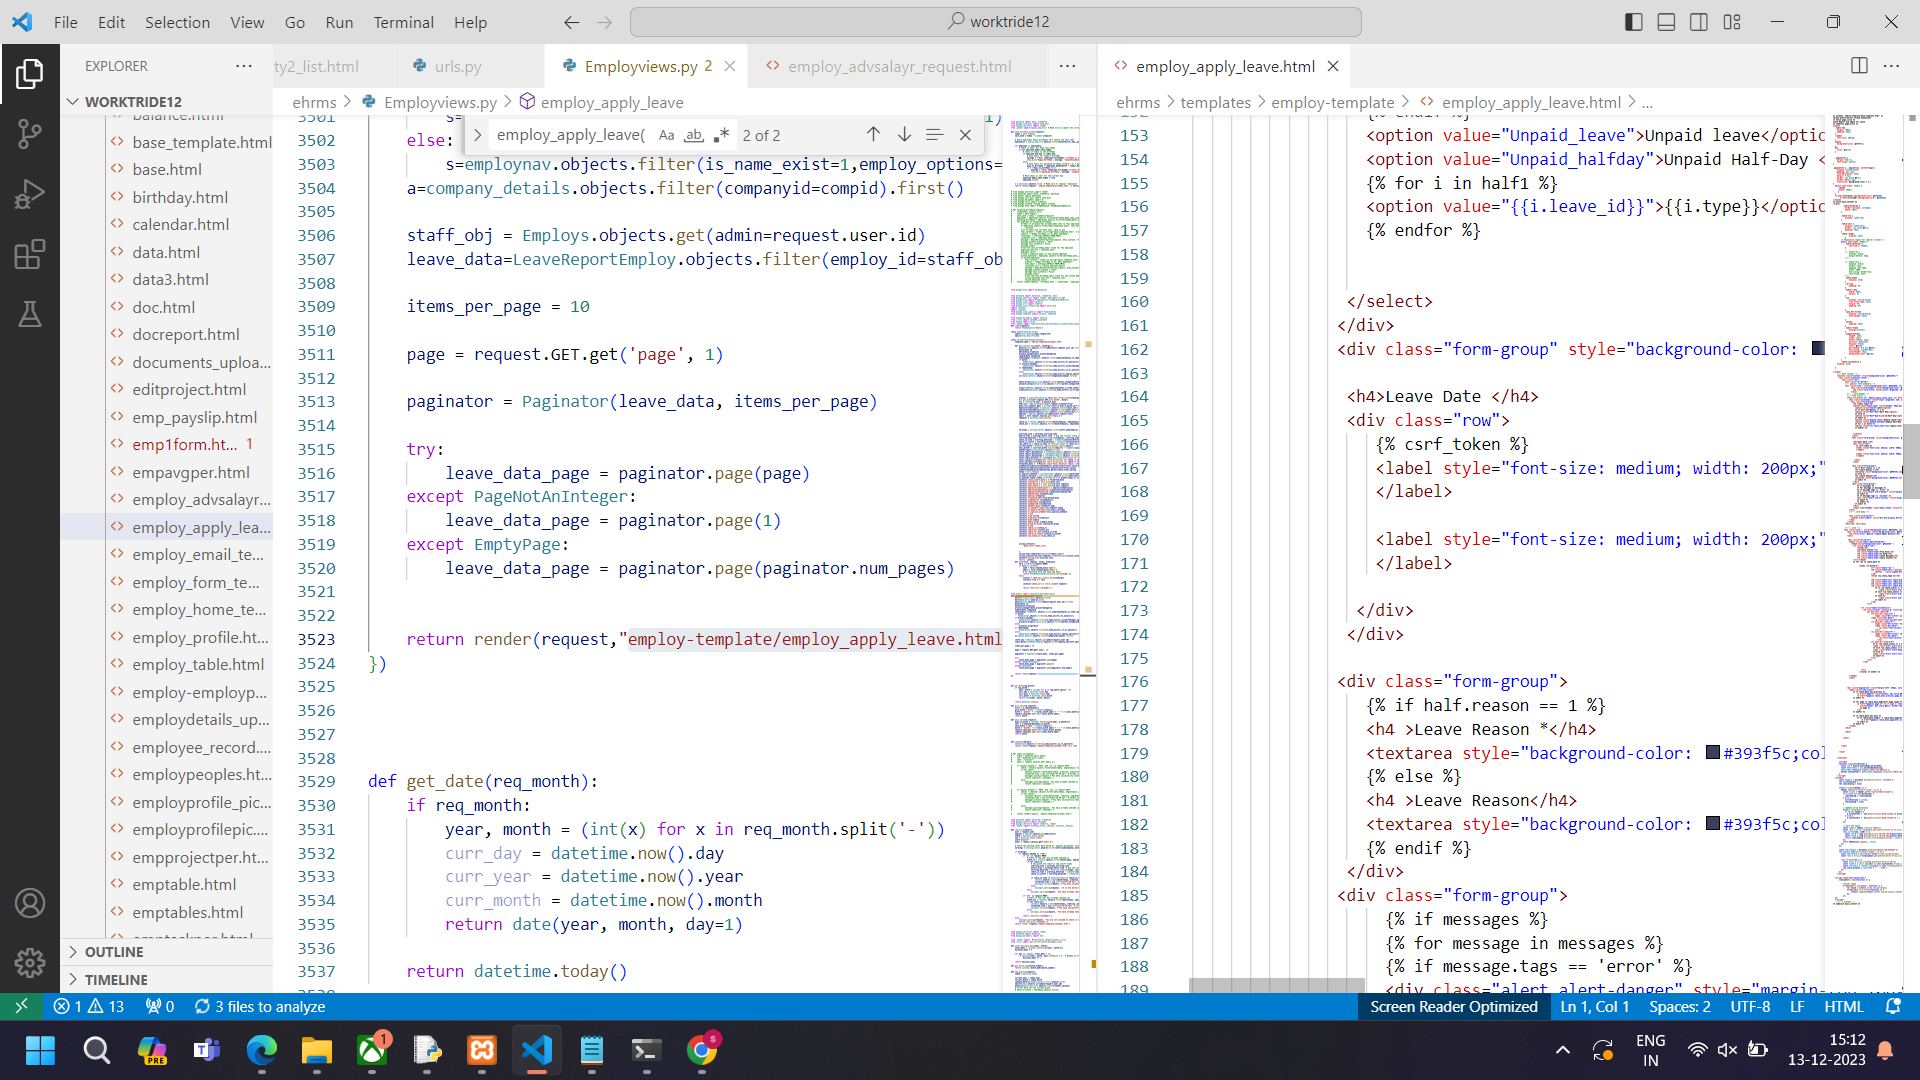 File Edit Selection View Go Run Terminal Help
worktride12
EXPLORER
WORKTRIDE12
base_template.html
base.html
birthday.html
calendar.html
data.html
data3.html
doc.html
docreport.html
documents_uploa...
editproject.html
emp_payslip.html
emp1form.ht... 1
empavgper.html
employ_advsalayr...
employ_apply_lea...
employ_email_te...
employ_form_te...
employ_home_te...
employ_profile.ht...
employ_table.html
employ-employp...
employdetails_up...
employee_record....
employpeoples.ht...
employprofile_pic...
employprofilepic....
empprojectper.ht...
emptable.html
emptables.html
OUTLINE
TIMELINE
ty2_list.html urls.py Employviews.py 2 employ_advsalayr_request.html
ehrms > Employviews.py > employ_apply_leave
employ_apply_leave( Aa ab 2 of 2
3501 s=
3502 else:
3503 s=employnav.objects.filter(is_name_exist=1,employ_options=
3504 a=company_details.objects.filter(companyid=compid).first()
3505
3506 staff_obj = Employs.objects.get(admin=request.user.id)
3507 leave_data=LeaveReportEmploy.objects.filter(employ_id=staff_ob
3508
3509 items_per_page = 10
3510
3511 page = request.GET.get('page', 1)
3512
3513 paginator = Paginator(leave_data, items_per_page)
3514
3515 try:
3516 leave_data_page = paginator.page(page)
3517 except PageNotAnInteger:
3518 leave_data_page = paginator.page(1)
3519 except EmptyPage:
3520 leave_data_page = paginator.page(paginator.num_pages)
3521
3522
3523 return render(request,"employ-template/employ_apply_leave.html
3524 })
3525
3526
3527
3528
3529 def get_date(req_month):
3530 if req_month:
3531 year, month = (int(x) for x in req_month.split('-'))
3532 curr_day = datetime.now().day
3533 curr_year = datetime.now().year
3534 curr_month = datetime.now().month
3535 return date(year, month, day=1)
3536
3537 return datetime.today()
employ_apply_leave.html
ehrms > templates > employ-template > employ_apply_leave.html > ...
153 <option value="Unpaid_leave">Unpaid leave</optio
154 <option value="Unpaid_halfday">Unpaid Half-Day <
155 {% for i in half1 %}
156 <option value="{{i.leave_id}}">{{i.type}}</optio
157 {% endfor %}
158
159
160 </select>
161 </div>
162 <div class="form-group" style="background-color:
163
164 <h4>Leave Date </h4>
165 <div class="row">
166 {% csrf_token %}
167 <label style="font-size: medium; width: 200px;"
168 </label>
169
170 <label style="font-size: medium; width: 200px;"
171 </label>
172
173 </div>
174 </div>
175
176 <div class="form-group">
177 {% if half.reason == 1 %}
178 <h4 >Leave Reason *</h4>
179 <textarea style="background-color: #393f5c;col
180 {% else %}
181 <h4 >Leave Reason</h4>
182 <textarea style="background-color: #393f5c;col
183 {% endif %}
184 </div>
185 <div class="form-group">
186 {% if messages %}
187 {% for message in messages %}
188 {% if message.tags == 'error' %}
189 <div class="alert alert-danger" style="margin-
1 13 0 3 files to analyze
Screen Reader Optimized Ln 1, Col 1 Spaces: 2 UTF-8 LF HTML
PRE
1
S
ENG
IN
15:12
13-12-2023